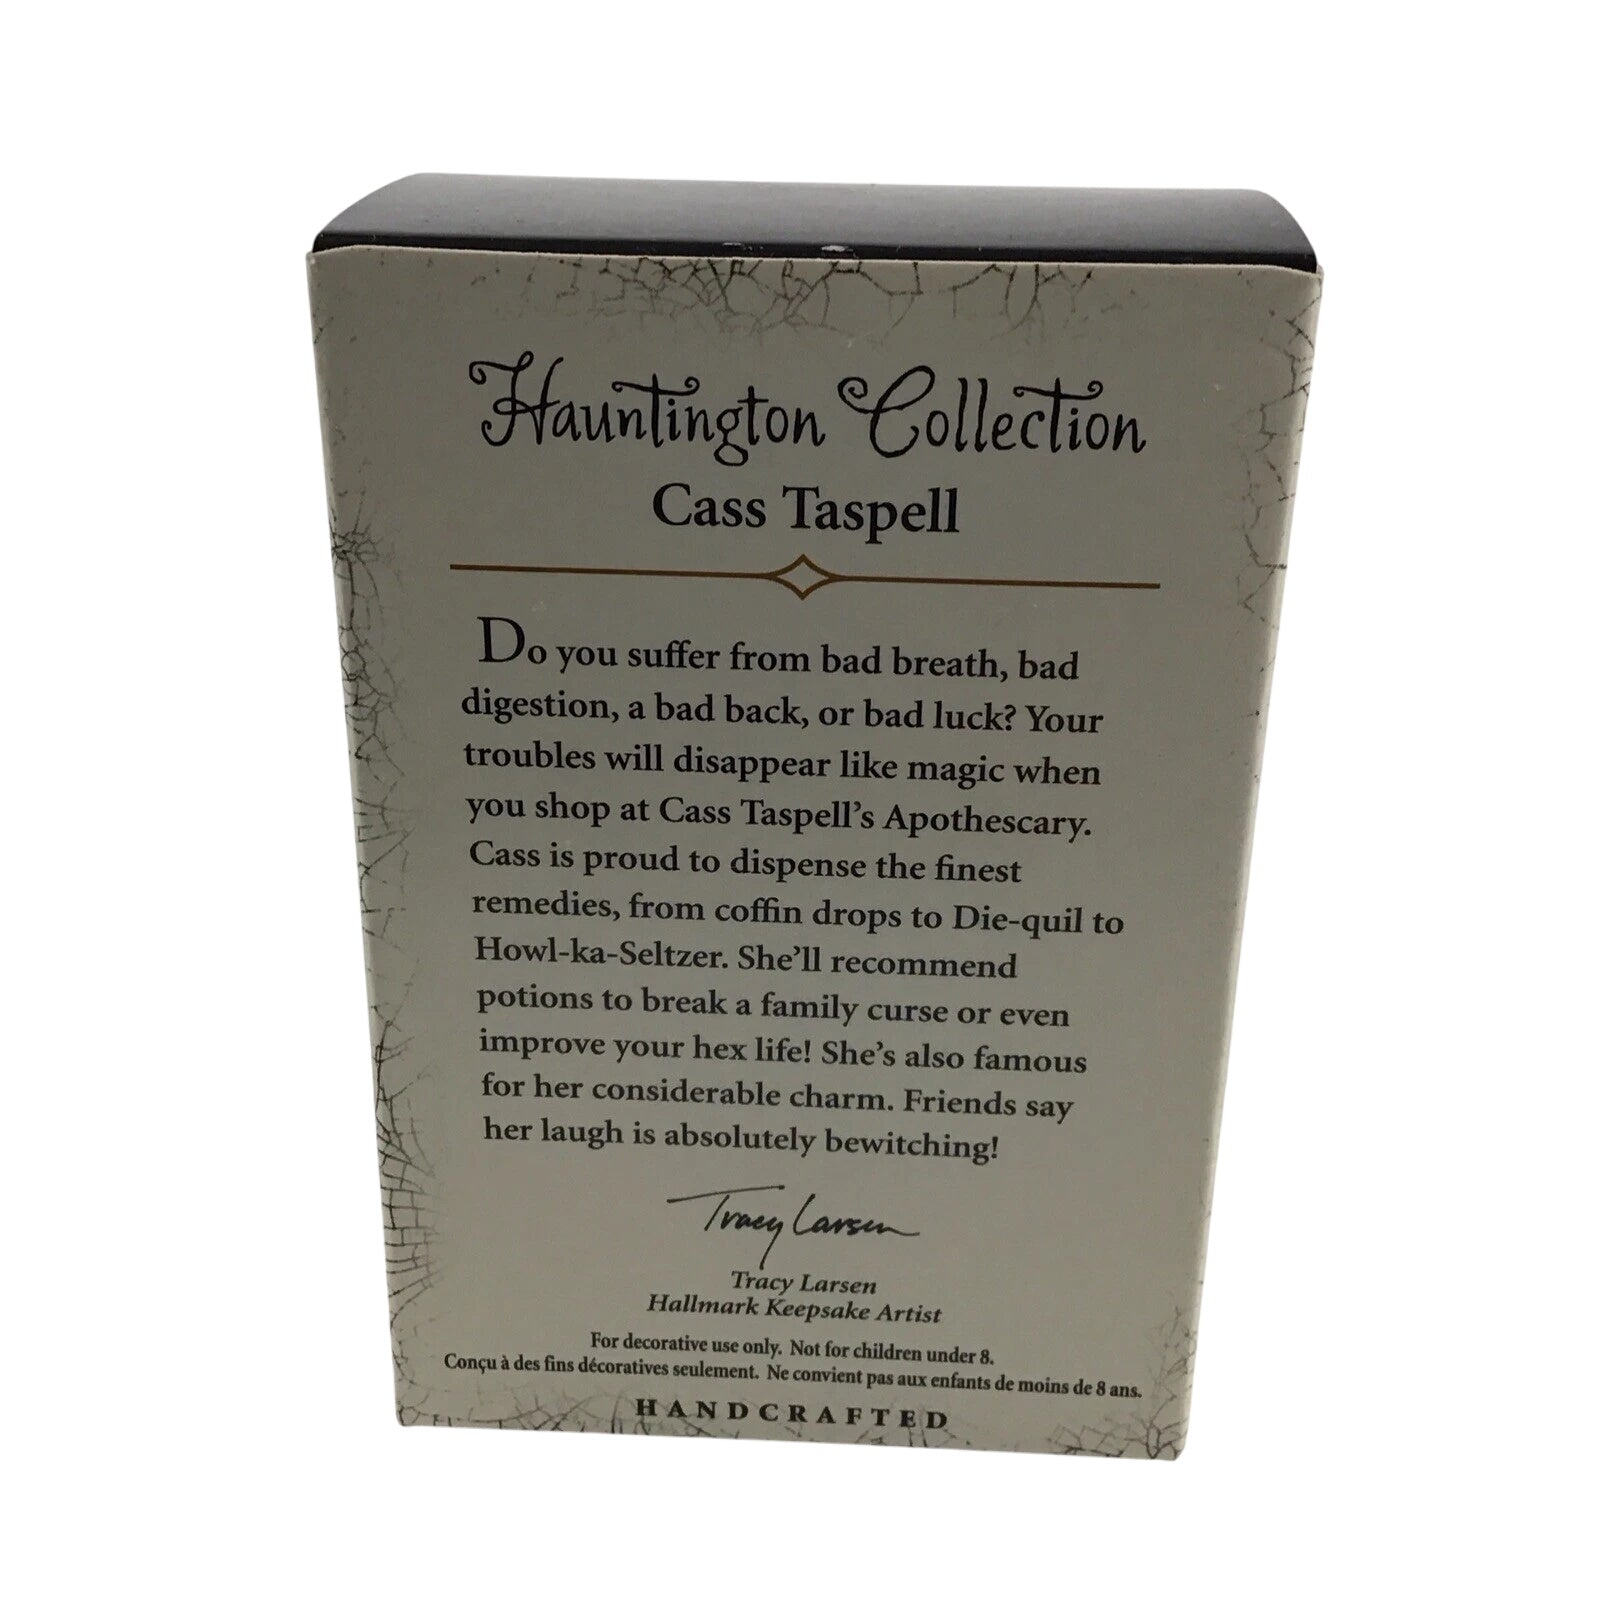 Hauntington Collection
Cass Taspell
Do you suffer from bad breath, bad
digestion, a bad back, or bad luck? Your
troubles will disappear like magic when
you shop at Cass Taspell's Apothescary.
Cass is proud to dispense the finest
remedies, from coffin drops to Die-quil to
Howl-ka-Seltzer. She'll recommend
potions to break a family curse or even
improve your hex life! She's also famous
for her considerable charm. Friends say
her laugh is absolutely bewitching!
Tracy Larsen
Tracy Larsen
Hallmark Keepsake Artist
For decorative use only. Not for children under 8.
Conçu à des fins décoratives seulement. Ne convient pas aux enfants de moins de 8 ans.
HANDCRAFTED